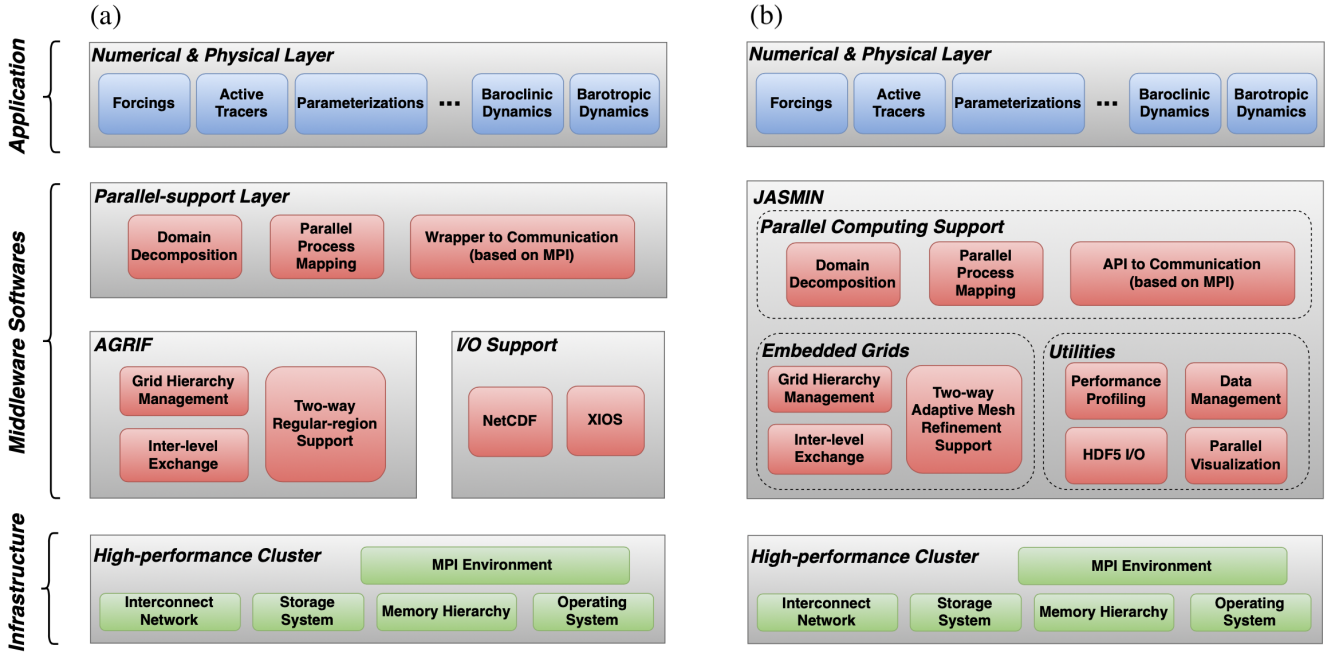 (a)
Application
Numerical & Physical Layer
Forcings
Active
Tracers
Parameterizations
...
Baroclinic
Dynamics
Barotropic
Dynamics
Middleware Softwares
Parallel-support Layer
Domain
Decomposition
Parallel
Process
Mapping
Wrapper to Communication
(based on MPI)
AGRIF
Grid Hierarchy
Management
Inter-level
Exchange
Two-way
Regular-region
Support
I/O Support
NetCDF
XIOS
Infrastructure
High-performance Cluster
MPI Environment
Interconnect
Network
Storage
System
Memory Hierarchy
Operating
System
(b)
Numerical & Physical Layer
Forcings
Active
Tracers
Parameterizations
...
Baroclinic
Dynamics
Barotropic
Dynamics
JASMIN
Parallel Computing Support
Domain
Decomposition
Parallel
Process
Mapping
API to Communication
(based on MPI)
Embedded Grids
Grid Hierarchy
Management
Inter-level
Exchange
Two-way
Adaptive Mesh
Refinement
Support
Utilities
Performance
Profiling
Data
Management
HDF5 I/O
Parallel
Visualization
High-performance Cluster
MPI Environment
Interconnect
Network
Storage
System
Memory Hierarchy
Operating
System